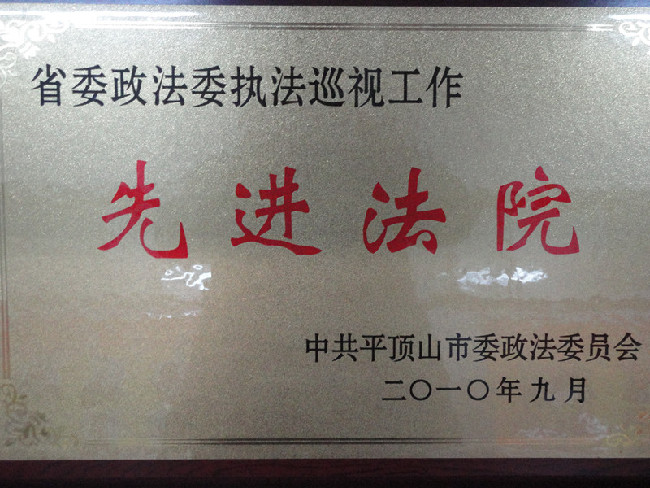 省委政法委执法巡视工作
先进法院
中共平顶山市委政法委员会
二〇一〇年九月